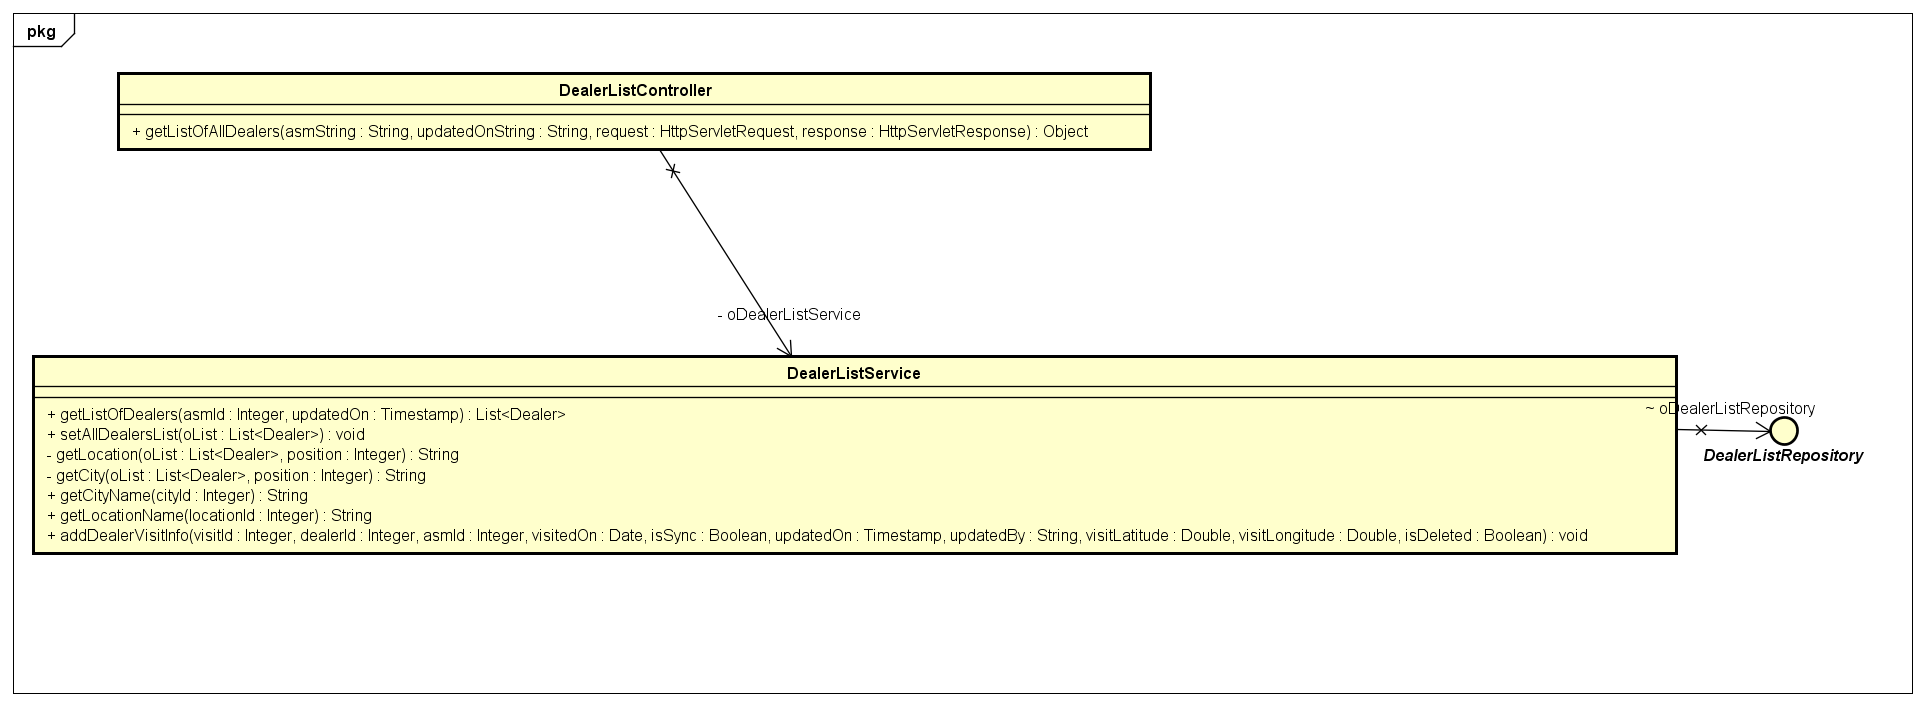 pkg
DealerListController
+ getListOfAllDealers(asmString : String, updatedOnString : String, request : HttpServletRequest, response : HttpServletResponse) : Object
- oDealerListService
DealerListService
+ getListOfDealers(asmId : Integer, updatedOn : Timestamp) : List<Dealer>
+ setAllDealersList(oList : List<Dealer>) : void
- getLocation(oList : List<Dealer>, position : Integer) : String
- getCity(oList : List<Dealer>, position : Integer) : String
+ getCityName(cityId : Integer) : String
+ getLocationName(locationId : Integer) : String
+ addDealerVisitInfo(visitId : Integer, dealerId : Integer, asmId : Integer, visitedOn : Date, isSync : Boolean, updatedOn : Timestamp, updatedBy : String, visitLatitude : Double, visitLongitude : Double, isDeleted : Boolean) : void
~ oDealerListRepository
DealerListRepository